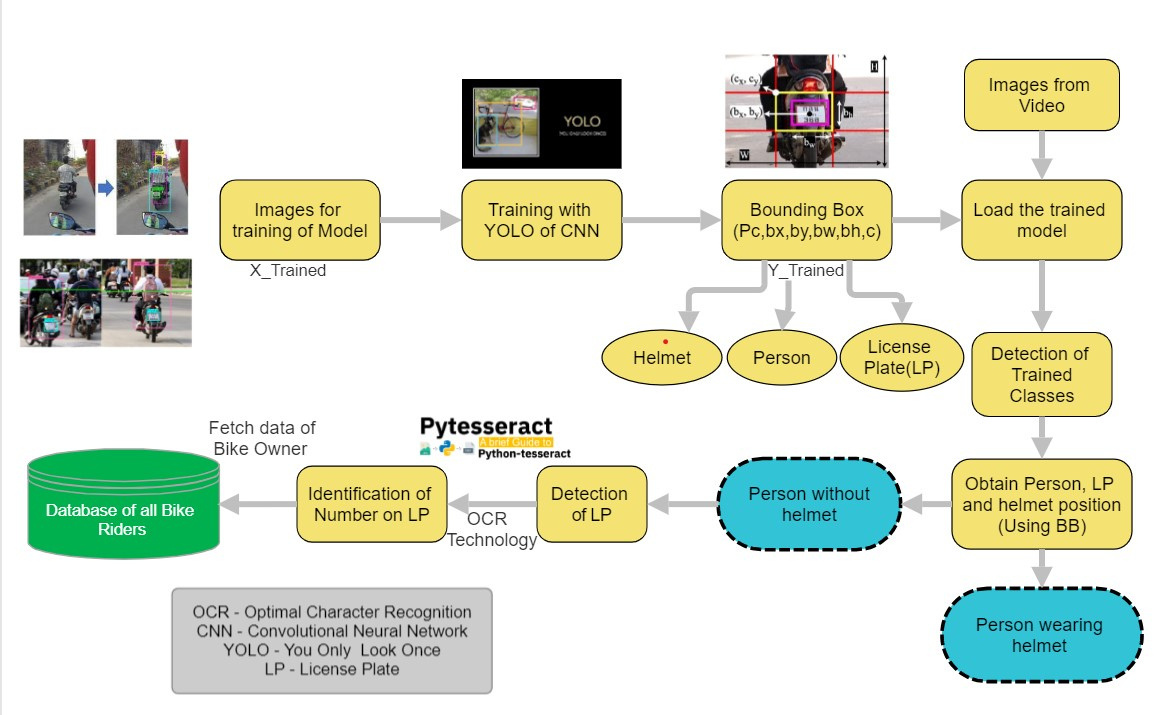 Images for
training of Model
X_Trained
YOLO
YOU ONLY LOOK ONCE
Training with
YOLO of CNN
(cx, cy)
(bx, by)
bw
bh
W
H
Bounding Box
(Pc,bx,by,bw,bh,c)
Y_Trained
Images from
Video
Load the trained
model
Helmet
Person
License
Plate(LP)
Detection of
Trained
Classes
Obtain Person, LP
and helmet position
(Using BB)
Person wearing
helmet
Person without
helmet
Detection
of LP
Pytesseract
A brief Guide to
Python-tesseract
OCR
Technology
Identification of
Number on LP
Fetch data of
Bike Owner
Database of all Bike
Riders
OCR - Optimal Character Recognition
CNN - Convolutional Neural Network
YOLO - You Only Look Once
LP - License Plate